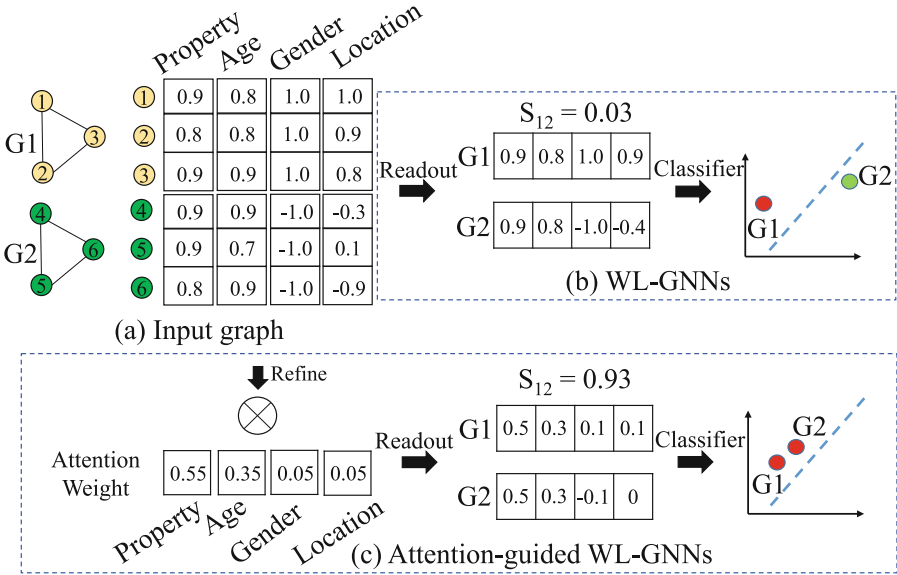 Property Age Gender Location
1 1 0.9 0.8 1.0 1.0
G1 3 2 0.8 0.8 1.0 0.9
2 3 0.9 0.9 1.0 0.8
4 4 0.9 0.9 -1.0 -0.3
G2 6 5 0.9 0.7 -1.0 0.1
5 6 0.8 0.9 -1.0 -0.9
(a) Input graph
S12 = 0.03
Readout G1 0.9 0.8 1.0 0.9 Classifier
G2 0.9 0.8 -1.0 -0.4
G1 G2
(b) WL-GNNs
Refine
Attention
Weight
0.55 0.35 0.05 0.05
Property Age Gender Location
S12 = 0.93
Readout G1 0.5 0.3 0.1 0.1 Classifier
G2 0.5 0.3 -0.1 0
G2
G1
(c) Attention-guided WL-GNNs